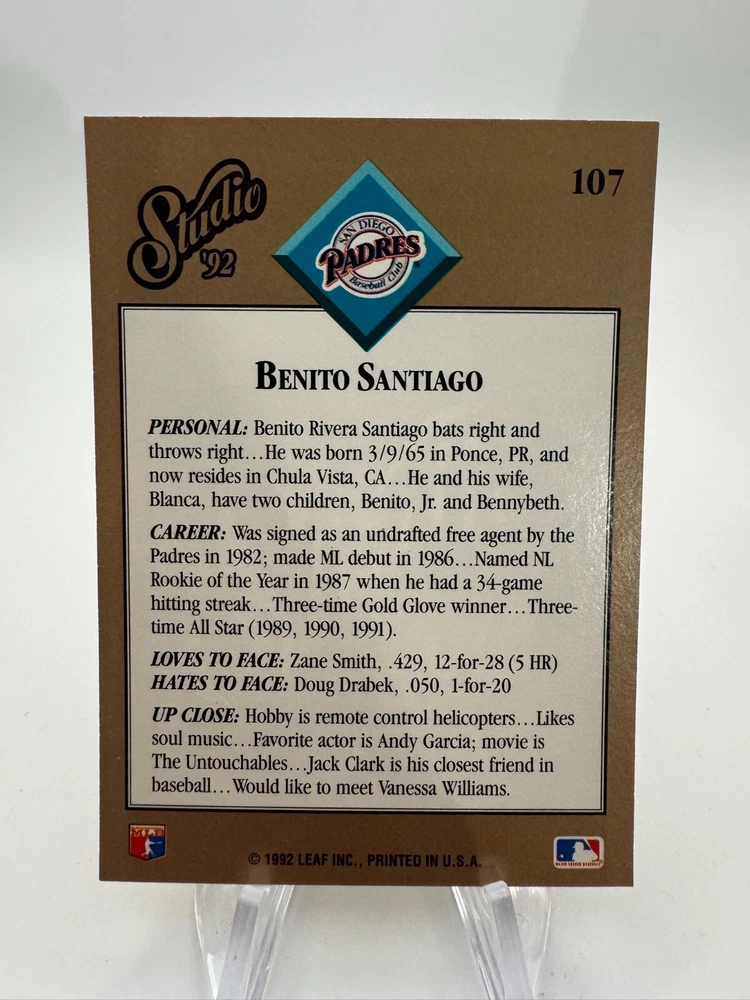 Studio
'92
107
SAN DIEGO
PADRES
Baseball Club
BENITO SANTIAGO
PERSONAL: Benito Rivera Santiago bats right and
throws right...He was born 3/9/65 in Ponce, PR, and
now resides in Chula Vista, CA...He and his wife,
Blanca, have two children, Benito, Jr. and Bennybeth.
CAREER: Was signed as an undrafted free agent by the
Padres in 1982; made ML debut in 1986...Named NL
Rookie of the Year in 1987 when he had a 34-game
hitting streak...Three-time Gold Glove winner...Three-
time All Star (1989, 1990, 1991).
LOVES TO FACE: Zane Smith, .429, 12-for-28 (5 HR)
HATES TO FACE: Doug Drabek, .050, 1-for-20
UP CLOSE: Hobby is remote control helicopters...Likes
soul music...Favorite actor is Andy Garcia; movie is
The Untouchables...Jack Clark is his closest friend in
baseball...Would like to meet Vanessa Williams.
© 1992 LEAF INC., PRINTED IN U.S.A.
MAJOR LEAGUE BASEBALL